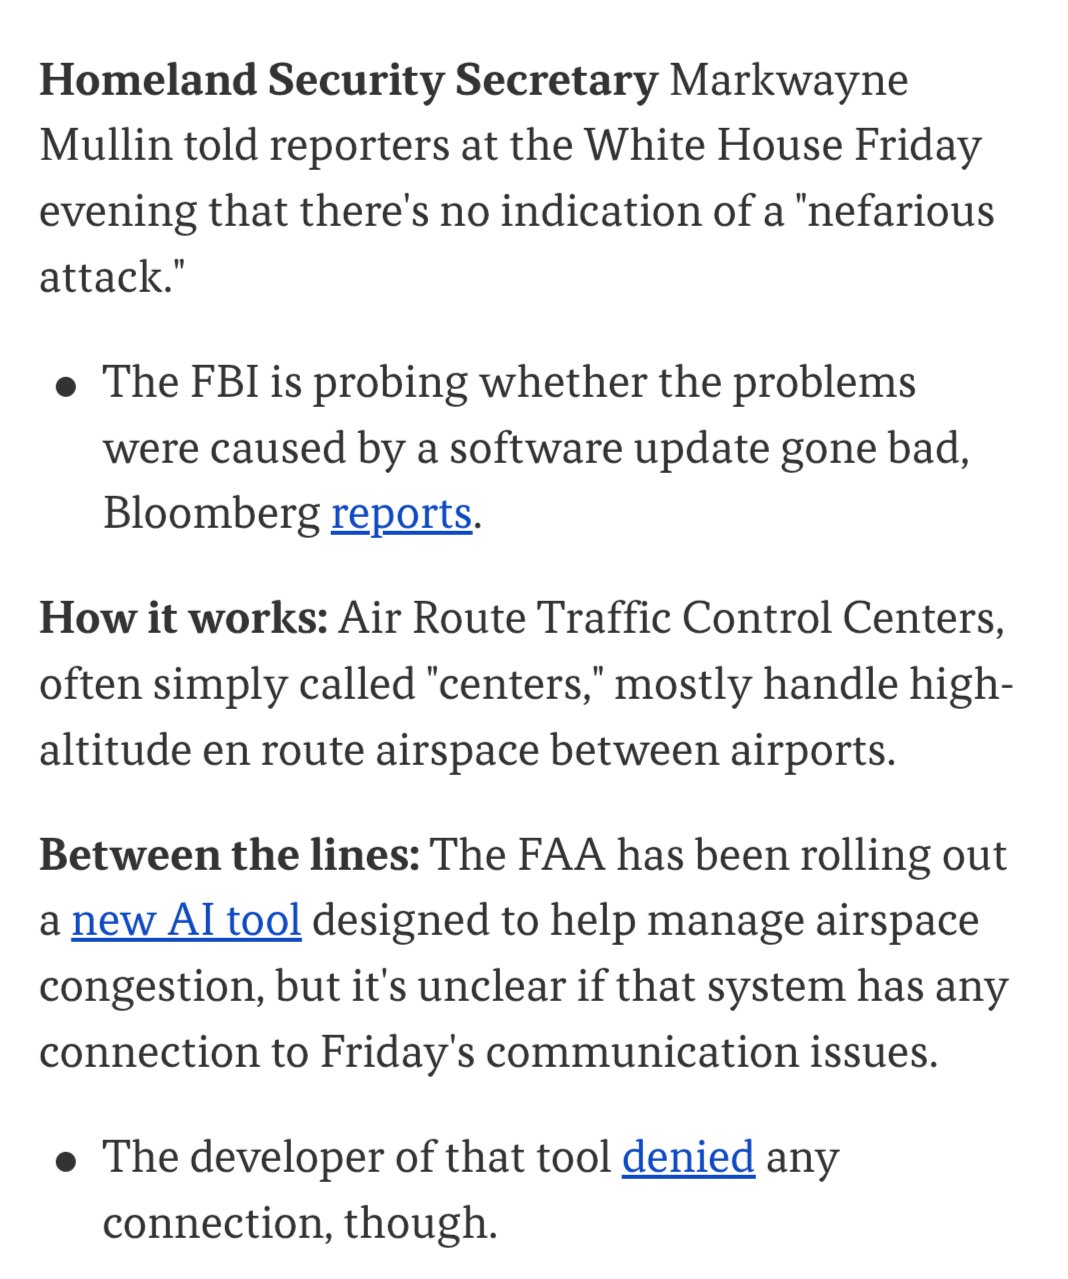 Homeland Security Secretary Markwayne
Mullin told reporters at the White House Friday
evening that there's no indication of a "nefarious
attack."
● The FBI is probing whether the problems
were caused by a software update gone bad,
Bloomberg reports.
How it works: Air Route Traffic Control Centers,
often simply called "centers," mostly handle high-
altitude en route airspace between airports.
Between the lines: The FAA has been rolling out
a new AI tool designed to help manage airspace
congestion, but it's unclear if that system has any
connection to Friday's communication issues.
● The developer of that tool denied any
connection, though.